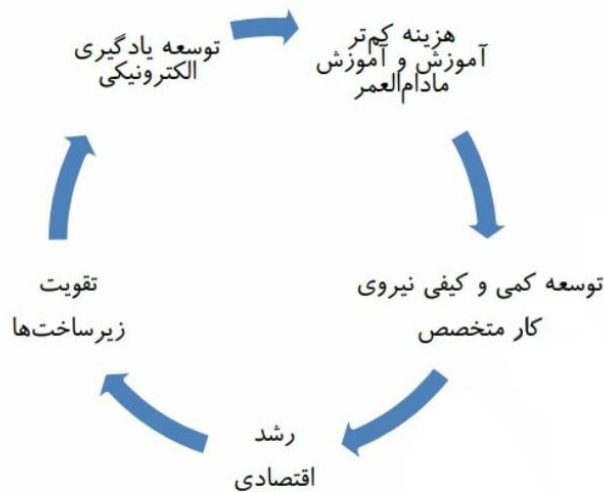 توسعه یادگیری
الکترونیکی
هزینه کم‌تر
آموزش و آموزش
مادام‌العمر
توسعه کمی و کیفی نیروی
کار متخصص
رشد
اقتصادی
تقویت
زیرساخت‌ها